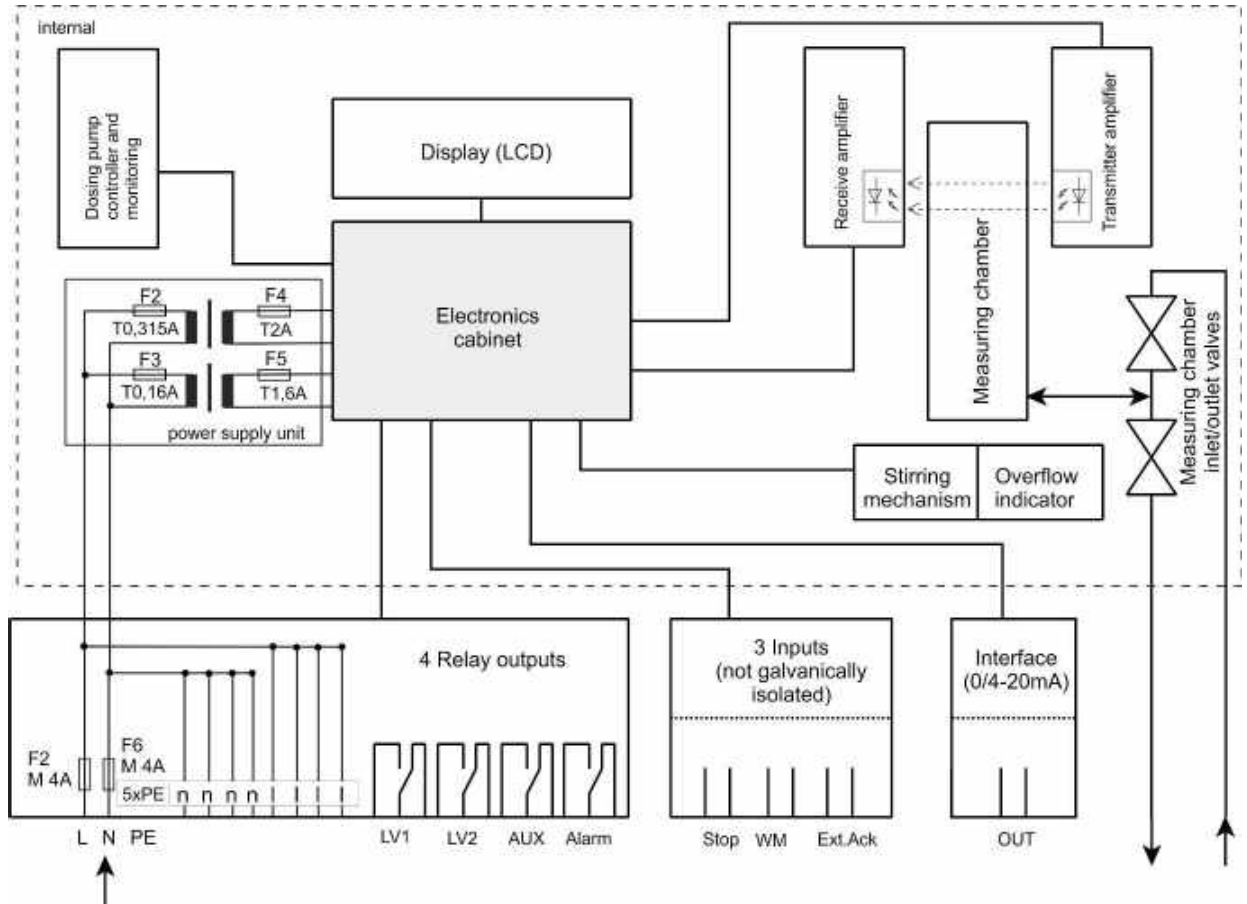 internal
Dosing pump
controller and
monitoring
Display (LCD)
Receive amplifier
Transmitter amplifier
Measuring chamber
Electronics
cabinet
F2
T0,315A
F4
T2A
F3
T0,16A
F5
T1,6A
power supply unit
Measuring chamber
inlet/outlet valves
Stirring
mechanism
Overflow
indicator
4 Relay outputs
3 Inputs
(not galvanically
isolated)
Interface
(0/4-20mA)
F2
M 4A
F6
M 4A
5xPE n n n n l l l l
L N PE
LV1 LV2 AUX Alarm
Stop WM Ext.Ack
OUT